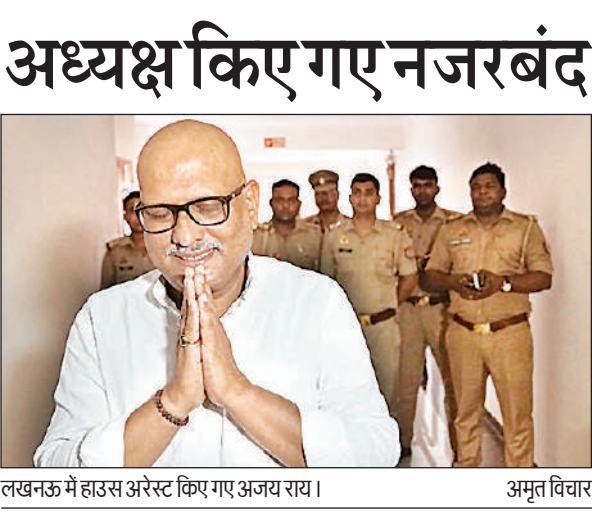 अध्यक्ष किए गए नजरबंद
लखनऊ में हाउस अरेस्ट किए गए अजय राय। अमृत विचार